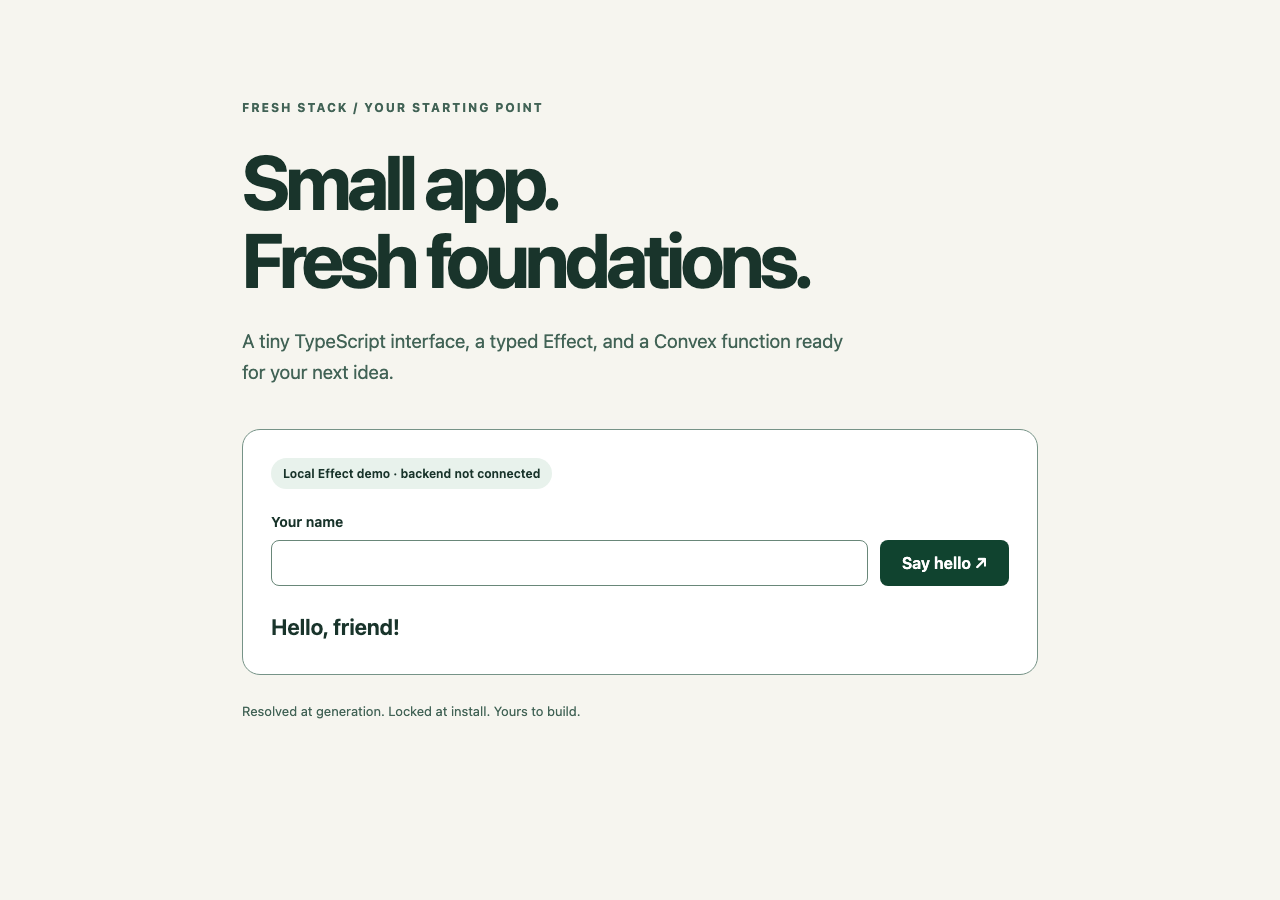 FRESH STACK / YOUR STARTING POINT
Small app.
Fresh foundations.
A tiny TypeScript interface, a typed Effect, and a Convex function ready
for your next idea.
Local Effect demo · backend not connected
Your name
Say hello ↗
Hello, friend!
Resolved at generation. Locked at install. Yours to build.